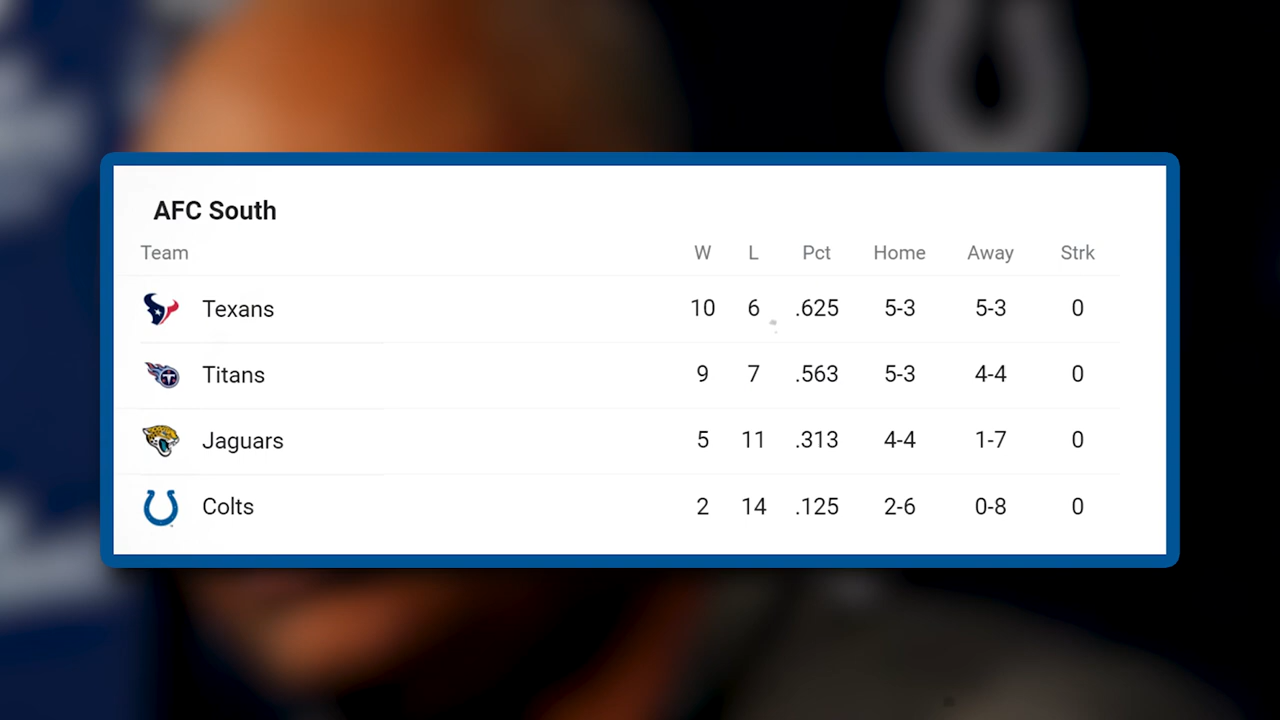 AFC South
Team W L Pct Home Away Strk
Texans 10 6 .625 5-3 5-3 0
Titans 9 7 .563 5-3 4-4 0
Jaguars 5 11 .313 4-4 1-7 0
Colts 2 14 .125 2-6 0-8 0